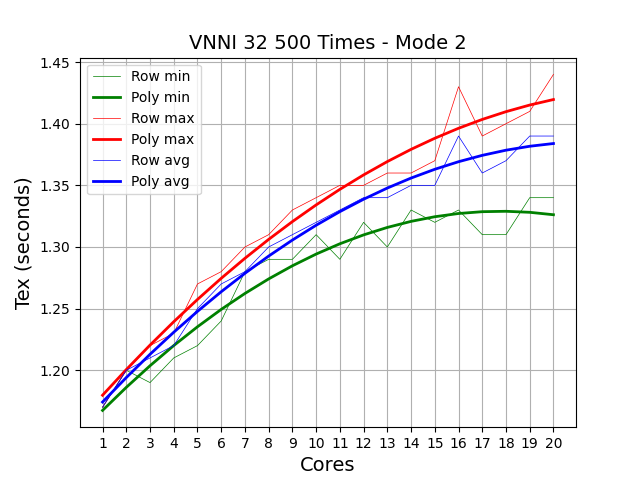 VNNI 32 500 Times - Mode 2
Tex (seconds)
1.45
1.40
1.35
1.30
1.25
1.20
Row min
Poly min
Row max
Poly max
Row avg
Poly avg
1 2 3 4 5 6 7 8 9 10 11 12 13 14 15 16 17 18 19 20
Cores